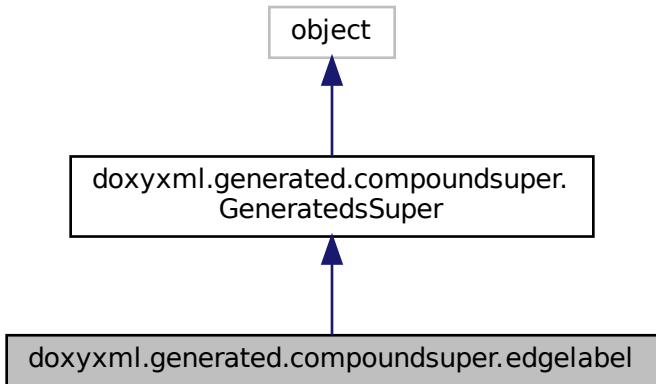 object
doxyxml.generated.compoundsuper.
GeneratedsSuper
doxyxml.generated.compoundsuper.edgelabel